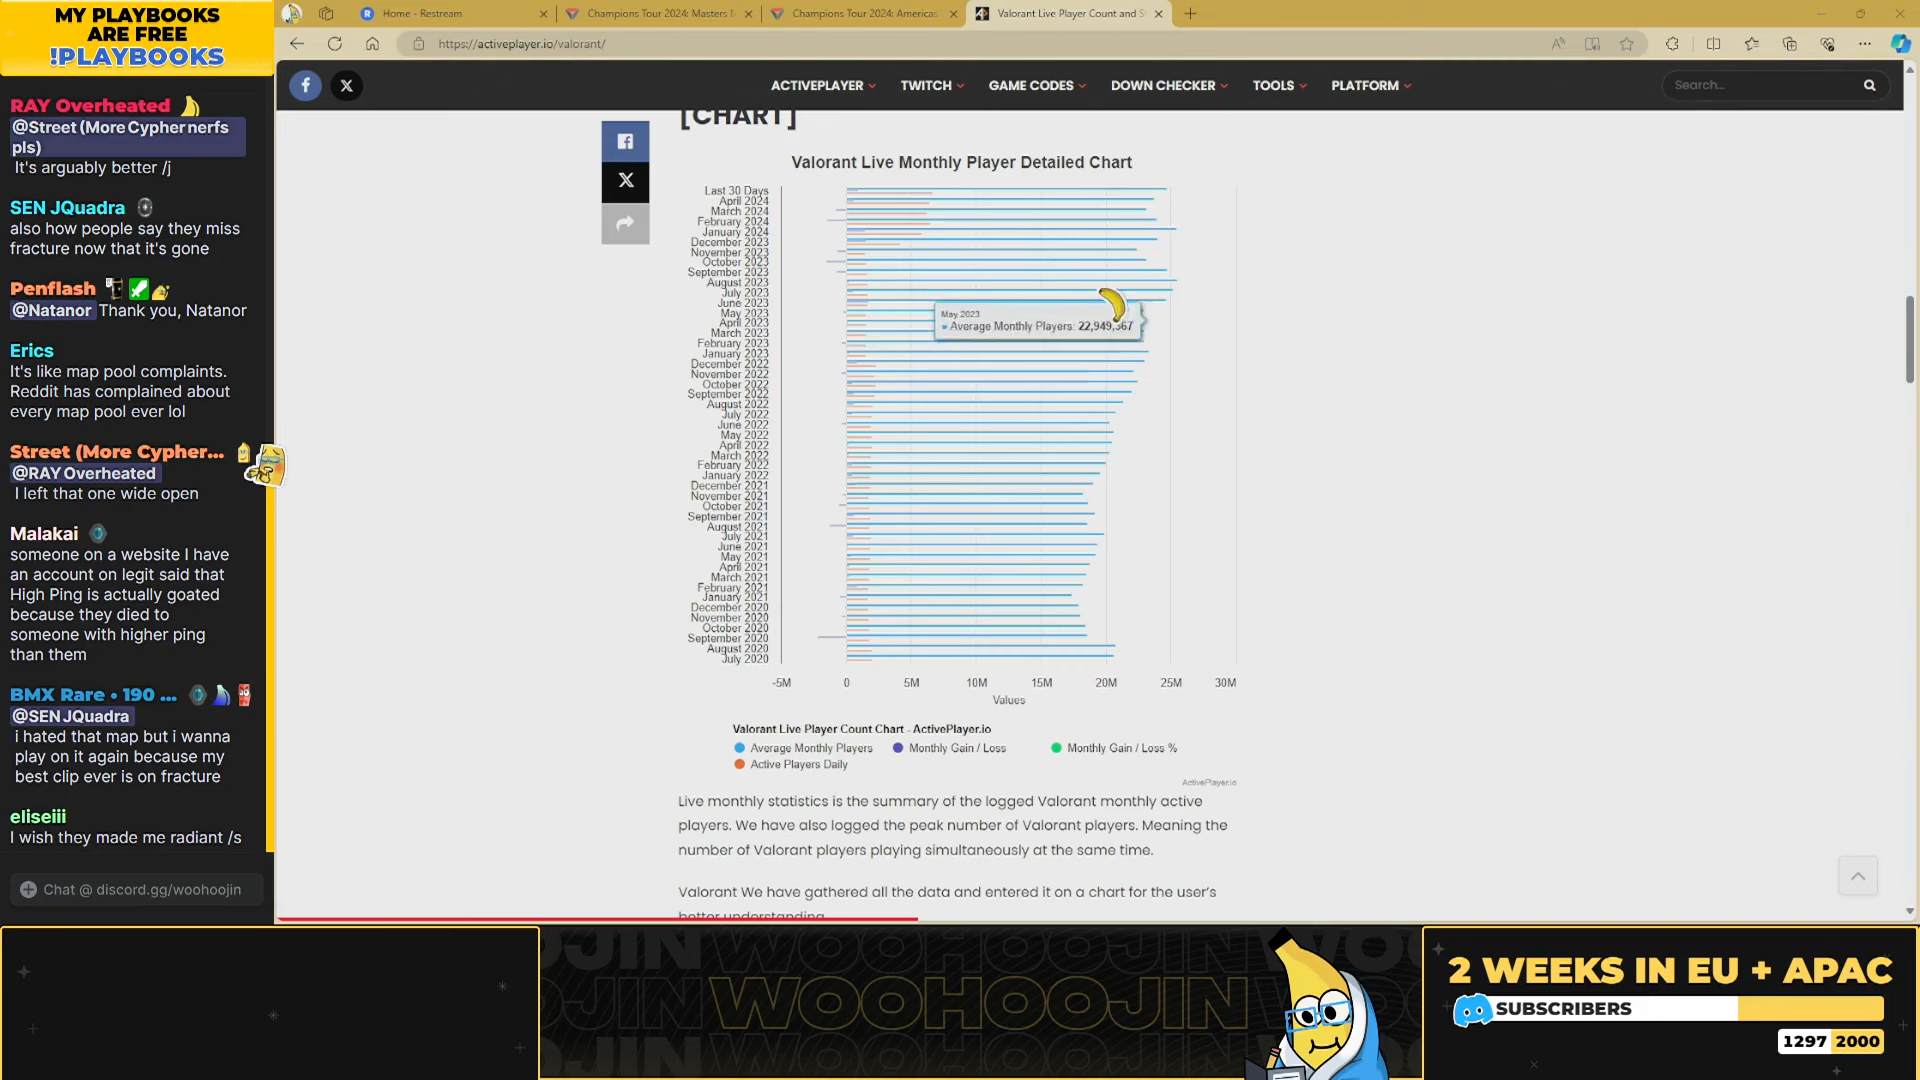 MY PLAYBOOKS
ARE FREE
!PLAYBOOKS
RAY Overheated
@Street (More Cypher nerfs
pls)
It's arguably better /j
SEN JQuadra
also how people say they miss
fracture now that it's gone
Penflash
@Natanor Thank you, Natanor
Erics
It's like map pool complaints.
Reddit has complained about
every map pool ever lol
Street (More Cypher...
@RAY Overheated
I left that one wide open
Malakai
someone on a website I have
an account on legit said that
High Ping is actually goated
because they died to
someone with higher ping
than them
BMX Rare • 190 ...
@SEN JQuadra
i hated that map but i wanna
play on it again because my
best clip ever is on fracture
eliseiii
I wish they made me radiant /s
Chat @ discord.gg/woohoojin
Home - Restream
Champions Tour 2024: Masters
Champions Tour 2024: Americas
Valorant Live Player Count and S
https://activeplayer.io/valorant/
ACTIVEPLAYER
TWITCH
GAME CODES
DOWN CHECKER
TOOLS
PLATFORM
Search...
[CHART]
Valorant Live Monthly Player Detailed Chart
Last 30 Days
April 2024
March 2024
February 2024
January 2024
December 2023
November 2023
October 2023
September 2023
August 2023
July 2023
June 2023
May 2023
April 2023
March 2023
February 2023
January 2023
December 2022
November 2022
October 2022
September 2022
August 2022
July 2022
June 2022
May 2022
April 2022
March 2022
February 2022
January 2022
December 2021
November 2021
October 2021
September 2021
August 2021
July 2021
June 2021
May 2021
April 2021
March 2021
February 2021
January 2021
December 2020
November 2020
October 2020
September 2020
August 2020
July 2020
May 2023
Average Monthly Players: 22,949,367
-5M 0 5M 10M 15M 20M 25M 30M
Values
Valorant Live Player Count Chart - ActivePlayer.io
Average Monthly Players
Monthly Gain / Loss
Monthly Gain / Loss %
Active Players Daily
ActivePlayer.io
Live monthly statistics is the summary of the logged Valorant monthly active
players. We have also logged the peak number of Valorant players. Meaning the
number of Valorant players playing simultaneously at the same time.
Valorant We have gathered all the data and entered it on a chart for the user's
better understanding.
WOOHOOJIN
2 WEEKS IN EU + APAC
SUBSCRIBERS
1297 2000